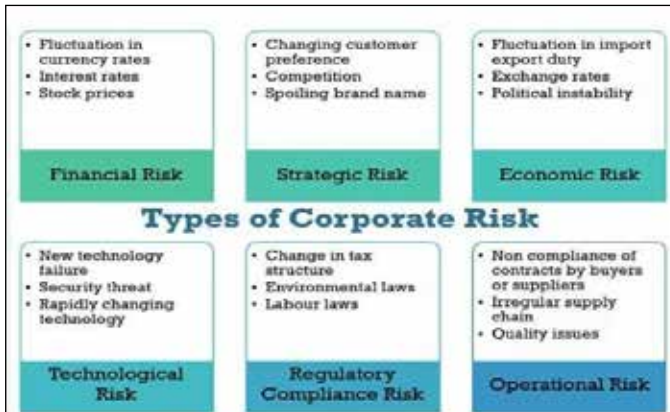 • Fluctuation in
currency rates
• Interest rates
• Stock prices
Financial Risk
• Changing customer
preference
• Competition
• Spoiling brand name
Strategic Risk
• Fluctuation in import
export duty
• Exchange rates
• Political instability
Economic Risk
Types of Corporate Risk
• New technology
failure
• Security threat
• Rapidly changing
technology
Technological
Risk
• Change in tax
structure
• Environmental laws
• Labour laws
Regulatory
Compliance Risk
• Non compliance of
contracts by buyers
or suppliers
• Irregular supply
chain
• Quality issues
Operational Risk